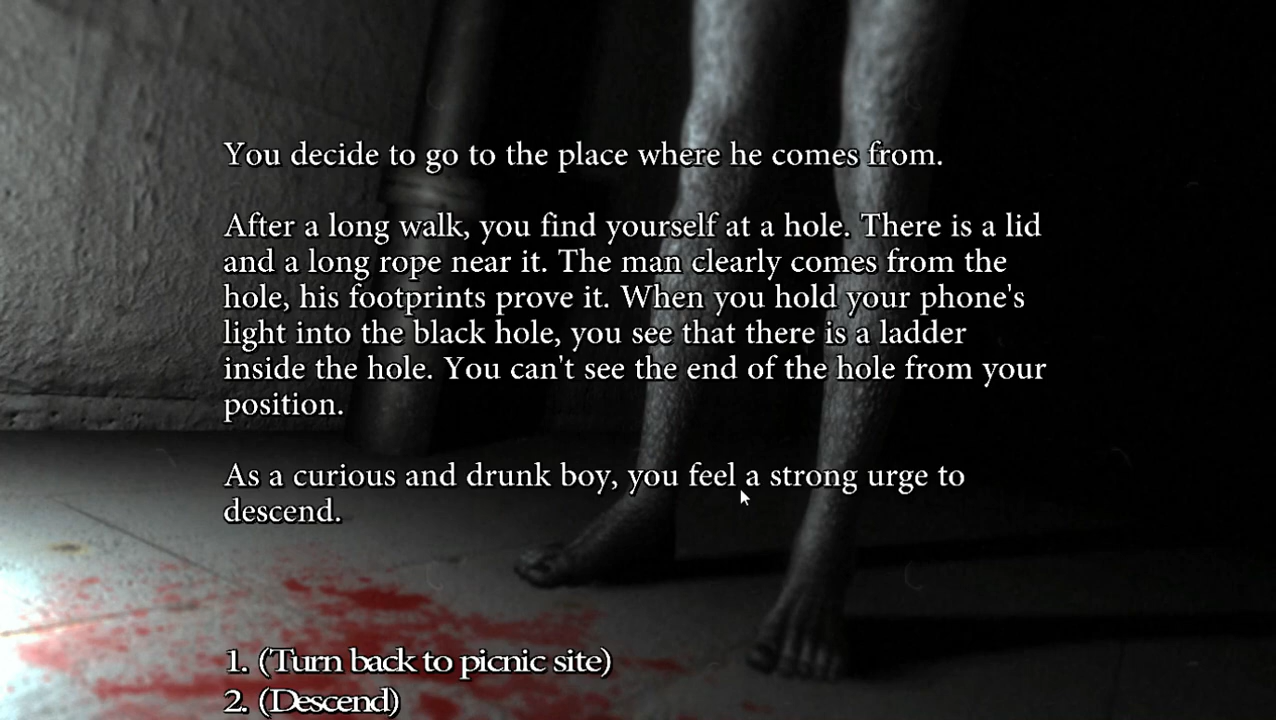 You decide to go to the place where he comes from.
After a long walk, you find yourself at a hole. There is a lid
and a long rope near it. The man clearly comes from the
hole, his footprints prove it. When you hold your phone's
light into the black hole, you see that there is a ladder
inside the hole. You can't see the end of the hole from your
position.
As a curious and drunk boy, you feel a strong urge to
descend.
1. (Turn back to picnic site)
2. (Descend)